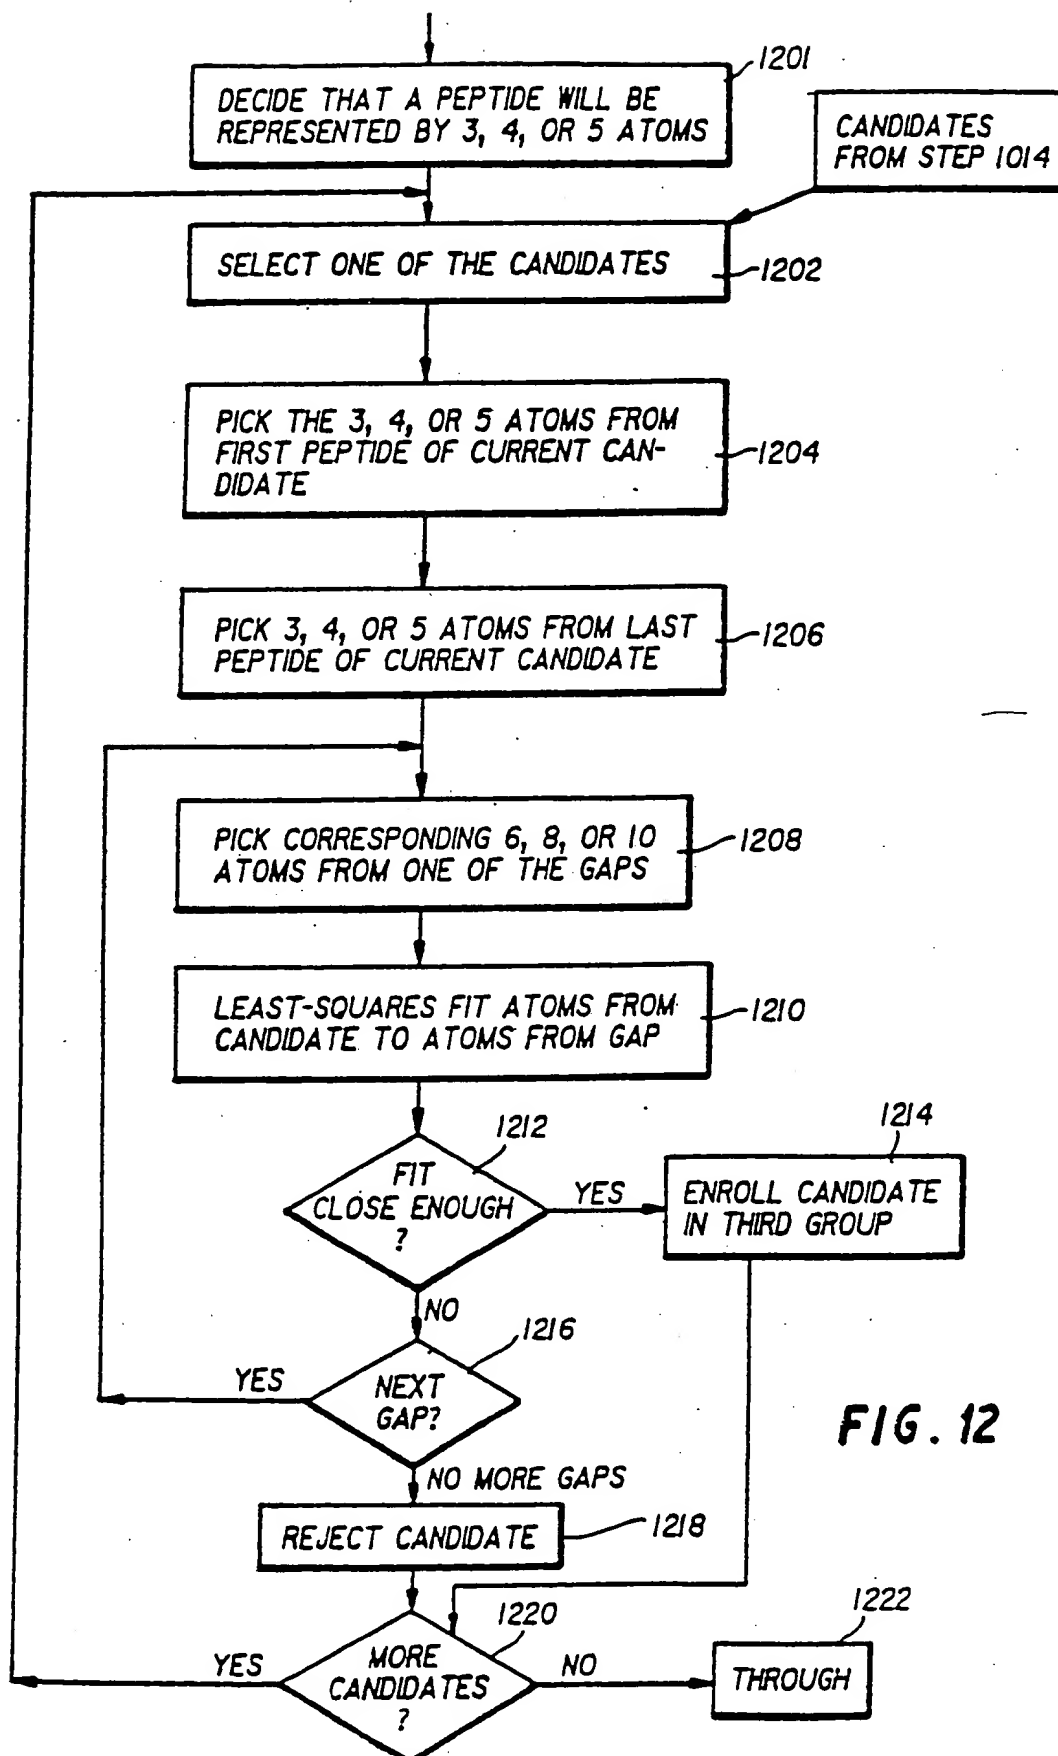 1201
DECIDE THAT A PEPTIDE WILL BE
REPRESENTED BY 3, 4, OR 5 ATOMS
CANDIDATES
FROM STEP 1014
SELECT ONE OF THE CANDIDATES
1202
PICK THE 3, 4, OR 5 ATOMS FROM
FIRST PEPTIDE OF CURRENT CAN-
DIDATE
1204
PICK 3, 4, OR 5 ATOMS FROM LAST
PEPTIDE OF CURRENT CANDIDATE
1206
PICK CORRESPONDING 6, 8, OR 10
ATOMS FROM ONE OF THE GAPS
1208
LEAST-SQUARES FIT ATOMS FROM
CANDIDATE TO ATOMS FROM GAP
1210
1212
FIT
CLOSE ENOUGH
?
YES
1214
ENROLL CANDIDATE
IN THIRD GROUP
NO
1216
NEXT
GAP?
YES
FIG. 12
NO MORE GAPS
REJECT CANDIDATE
1218
1220
MORE
CANDIDATES
?
YES
NO
1222
THROUGH